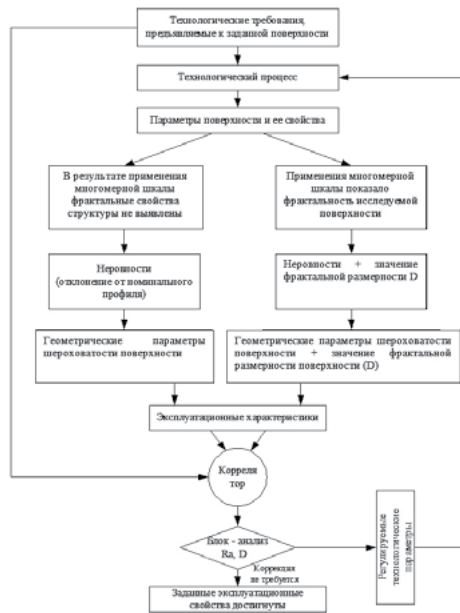 Технологические требования,
предъявляемые к заданной поверхности
Технологический процесс
Параметры поверхности и ее свойства
В результате применения
многомерной шкалы
фрактальные свойства
структуры не выявлены
Применения многомерной
шкалы показало
фрактальность исследуемой
поверхности
Неровности
(отклонение от номинального
профиля)
Неровности + значение
фрактальной размерности D
Геометрические параметры
шероховатости поверхности
Геометрические параметры шероховатости
поверхности + значение фрактальной
размерности поверхности (D)
Эксплуатационные характеристики
Корреля
тор
Блок - анализ
Ra, D
Регулируемые
технологические
параметры
Коррекция
не требуется
Заданные эксплуатационные
свойства достигнуты